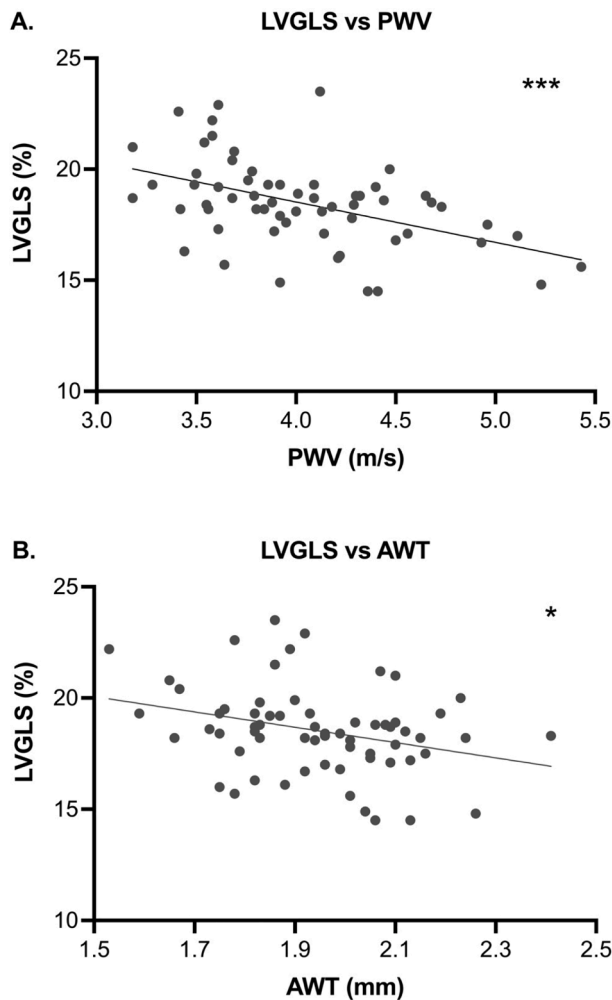 A.
LVGLS vs PWV
25
***
20
LVGLS (%)
15
10
3.0 3.5 4.0 4.5 5.0 5.5
PWV (m/s)
B.
LVGLS vs AWT
25
*
20
LVGLS (%)
15
10
1.5 1.7 1.9 2.1 2.3 2.5
AWT (mm)